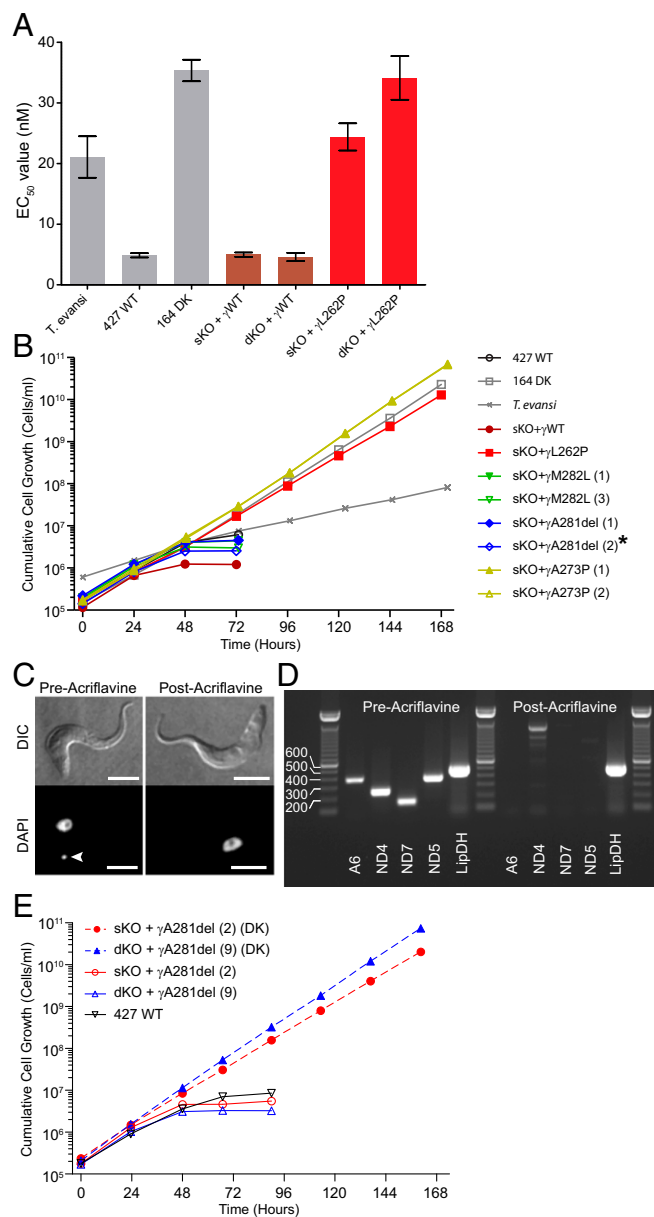 A
EC50 value (nM)
40
30
20
10
0
T. evansi
427 WT
164 DK
sKO + γWT
dKO + γWT
sKO + γL262P
dKO + γL262P
B
Cumulative Cell Growth (Cells/ml)
10^11
10^10
10^9
10^8
10^7
10^6
10^5
0 24 48 72 96 120 144 168
Time (Hours)
427 WT
164 DK
T. evansi
sKO+γWT
sKO+γL262P
sKO+γM282L (1)
sKO+γM282L (3)
sKO+γA281del (1)
sKO+γA281del (2)*
sKO+γA273P (1)
sKO+γA273P (2)
C
Pre-Acriflavine Post-Acriflavine
DIC
DAPI
D
Pre-Acriflavine Post-Acriflavine
600
500
400
300
200
A6 ND4 ND7 ND5 LipDH A6 ND4 ND7 ND5 LipDH
E
Cumulative Cell Growth (Cells/ml)
10^11
10^10
10^9
10^8
10^7
10^6
10^5
sKO + γA281del (2) (DK)
dKO + γA281del (9) (DK)
sKO + γA281del (2)
dKO + γA281del (9)
427 WT
0 24 48 72 96 120 144 168
Time (Hours)